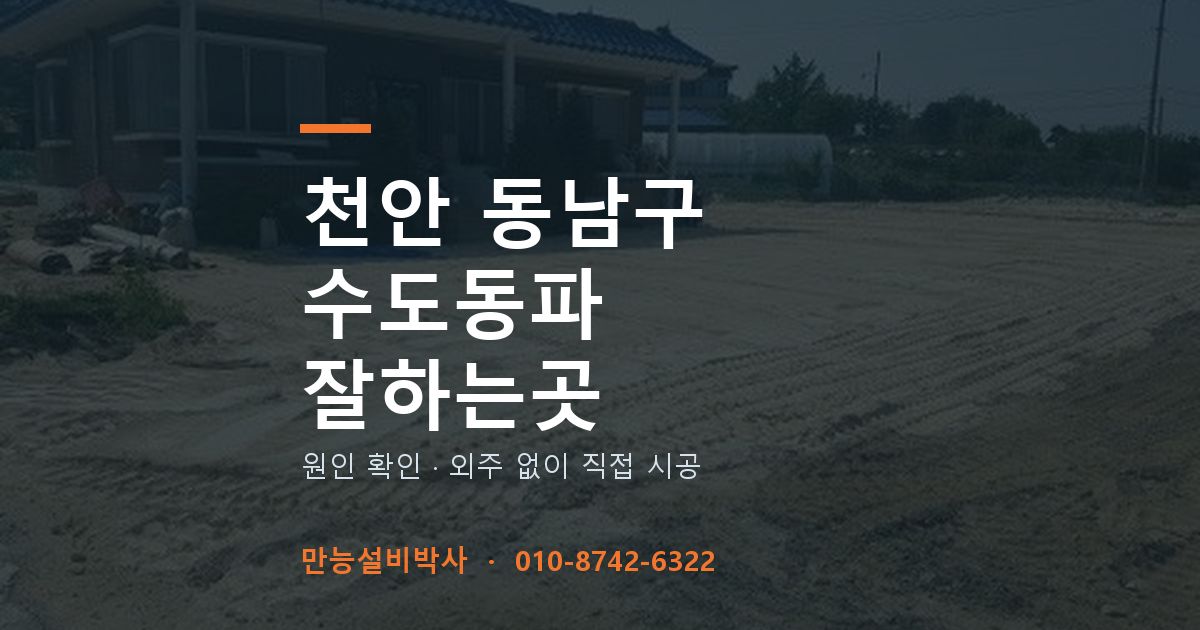 천안 동남구
수도동파
잘하는곳
원인 확인 · 외주 없이 직접 시공
만능설비박사 · 010-8742-6322